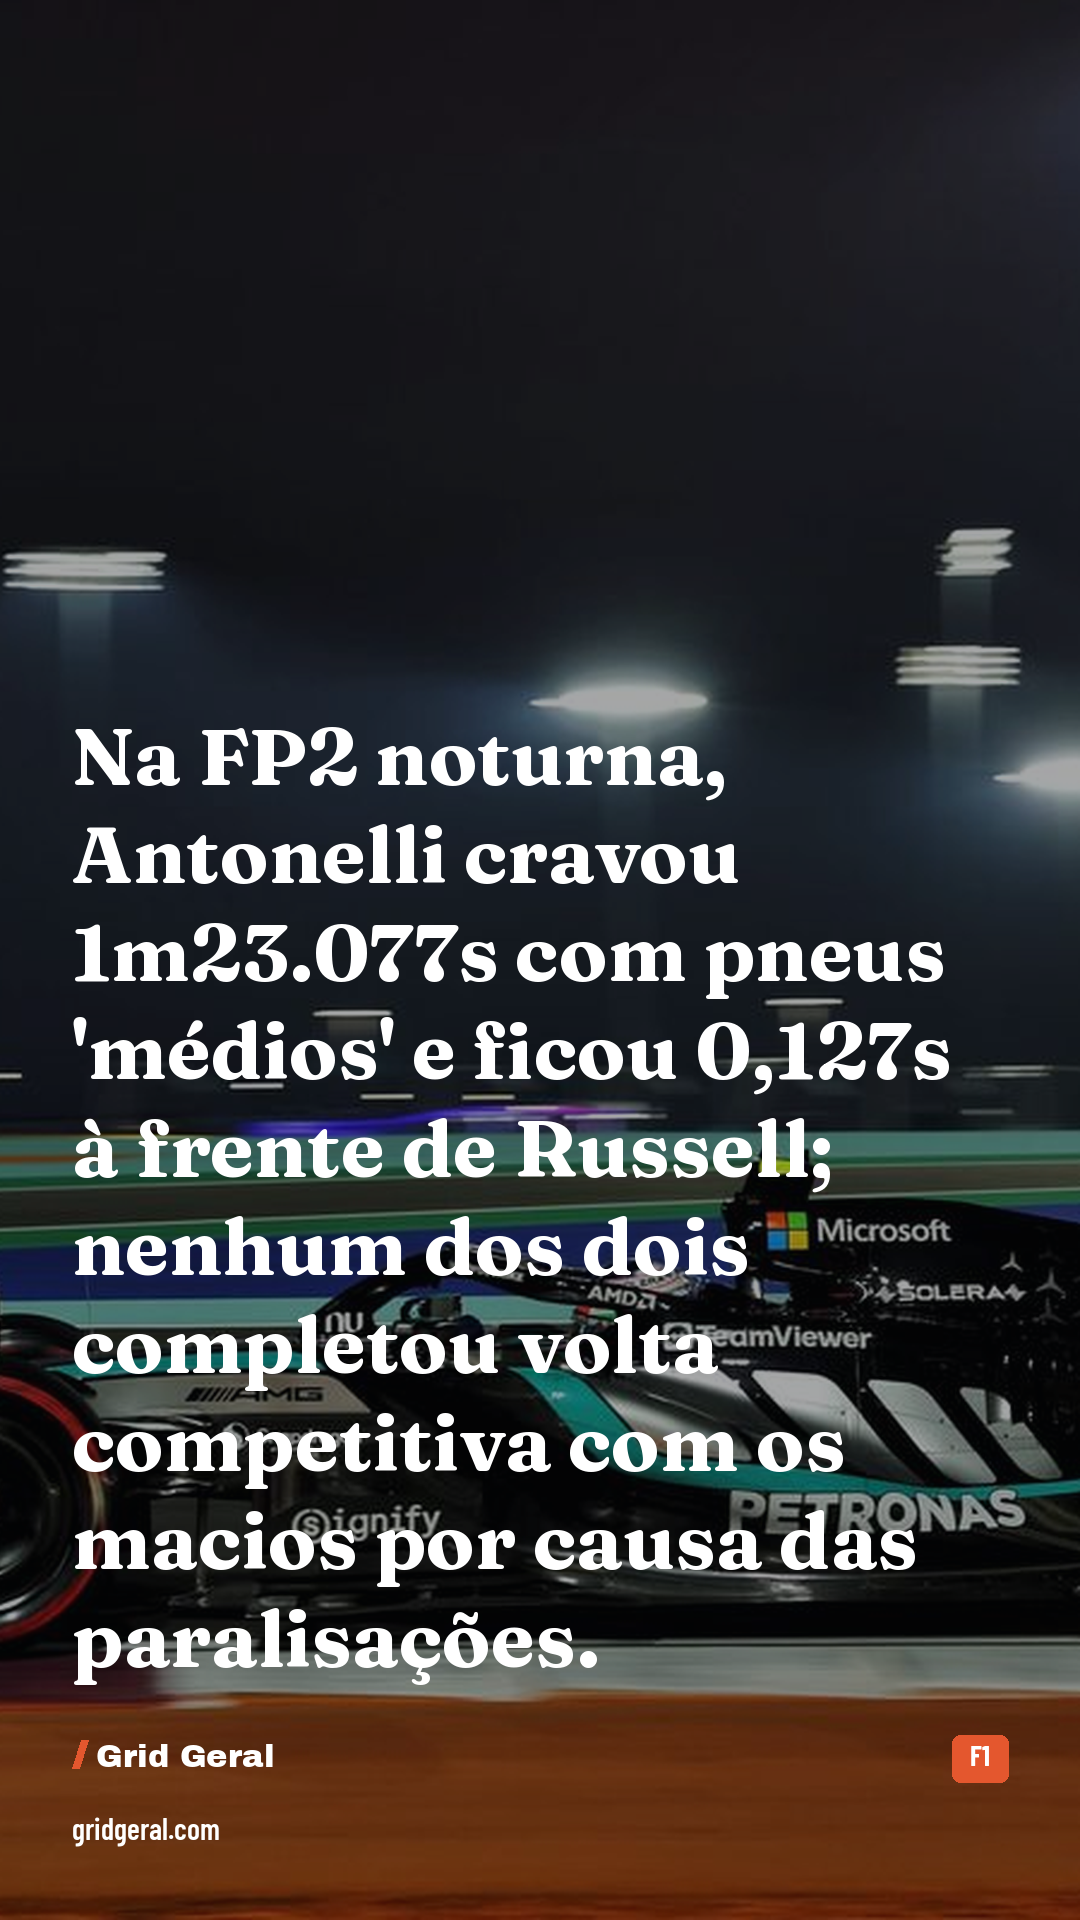 Na FP2 noturna,
Antonelli cravou
1m23.077s com pneus
'médios' e ficou 0,127s
à frente de Russell;
nenhum dos dois
completou volta
competitiva com os
macios por causa das
paralisações.
Microsoft
SOLERA
AMD
nu
TeamViewer
AMG
PETRONAS
Signify
/ Grid Geral
F1
gridgeral.com